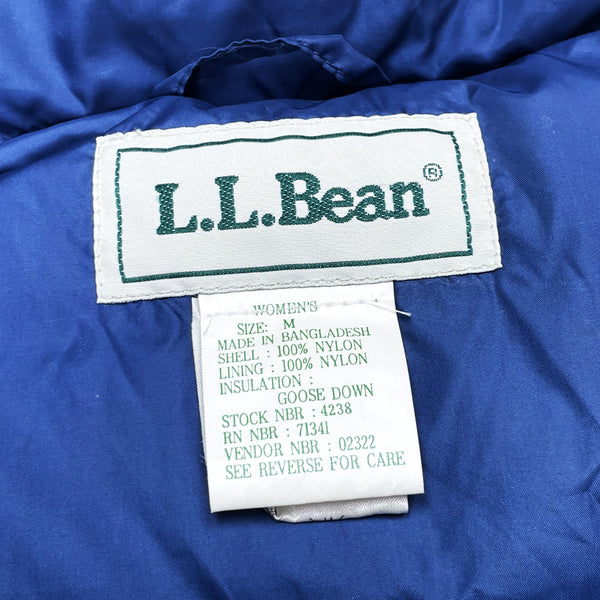 L.L.Bean®
WOMEN'S
SIZE: M
MADE IN BANGLADESH
SHELL : 100% NYLON
LINING : 100% NYLON
INSULATION :
GOOSE DOWN
STOCK NBR : 4238
RN NBR : 71341
VENDOR NBR : 02322
SEE REVERSE FOR CARE